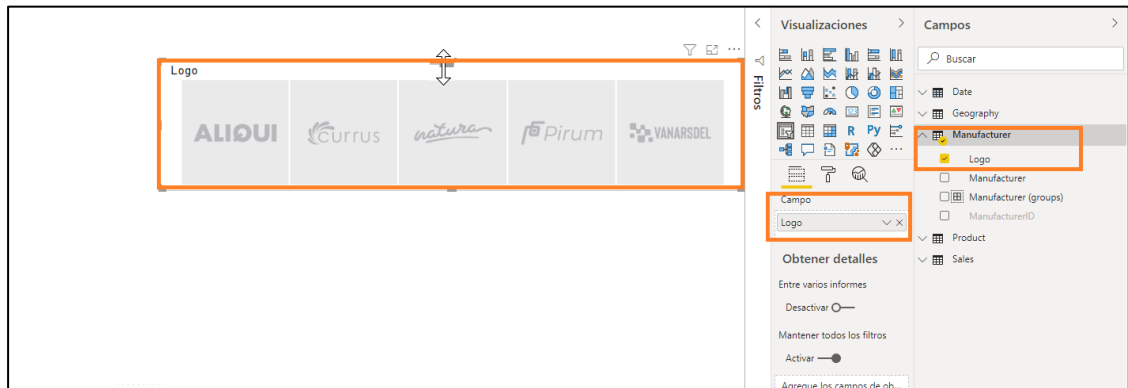 Logo
ALIQUI
currus
natura
Pirum
VANARSDEL
Filtros
Visualizaciones
R Py
Campo
Logo
Obtener detalles
Entre varios informes
Desactivar
Mantener todos los filtros
Activar
Agregue los campos de ob...
Campos
Buscar
Date
Geography
Manufacturer
Logo
Manufacturer
Manufacturer (groups)
ManufacturerID
Product
Sales